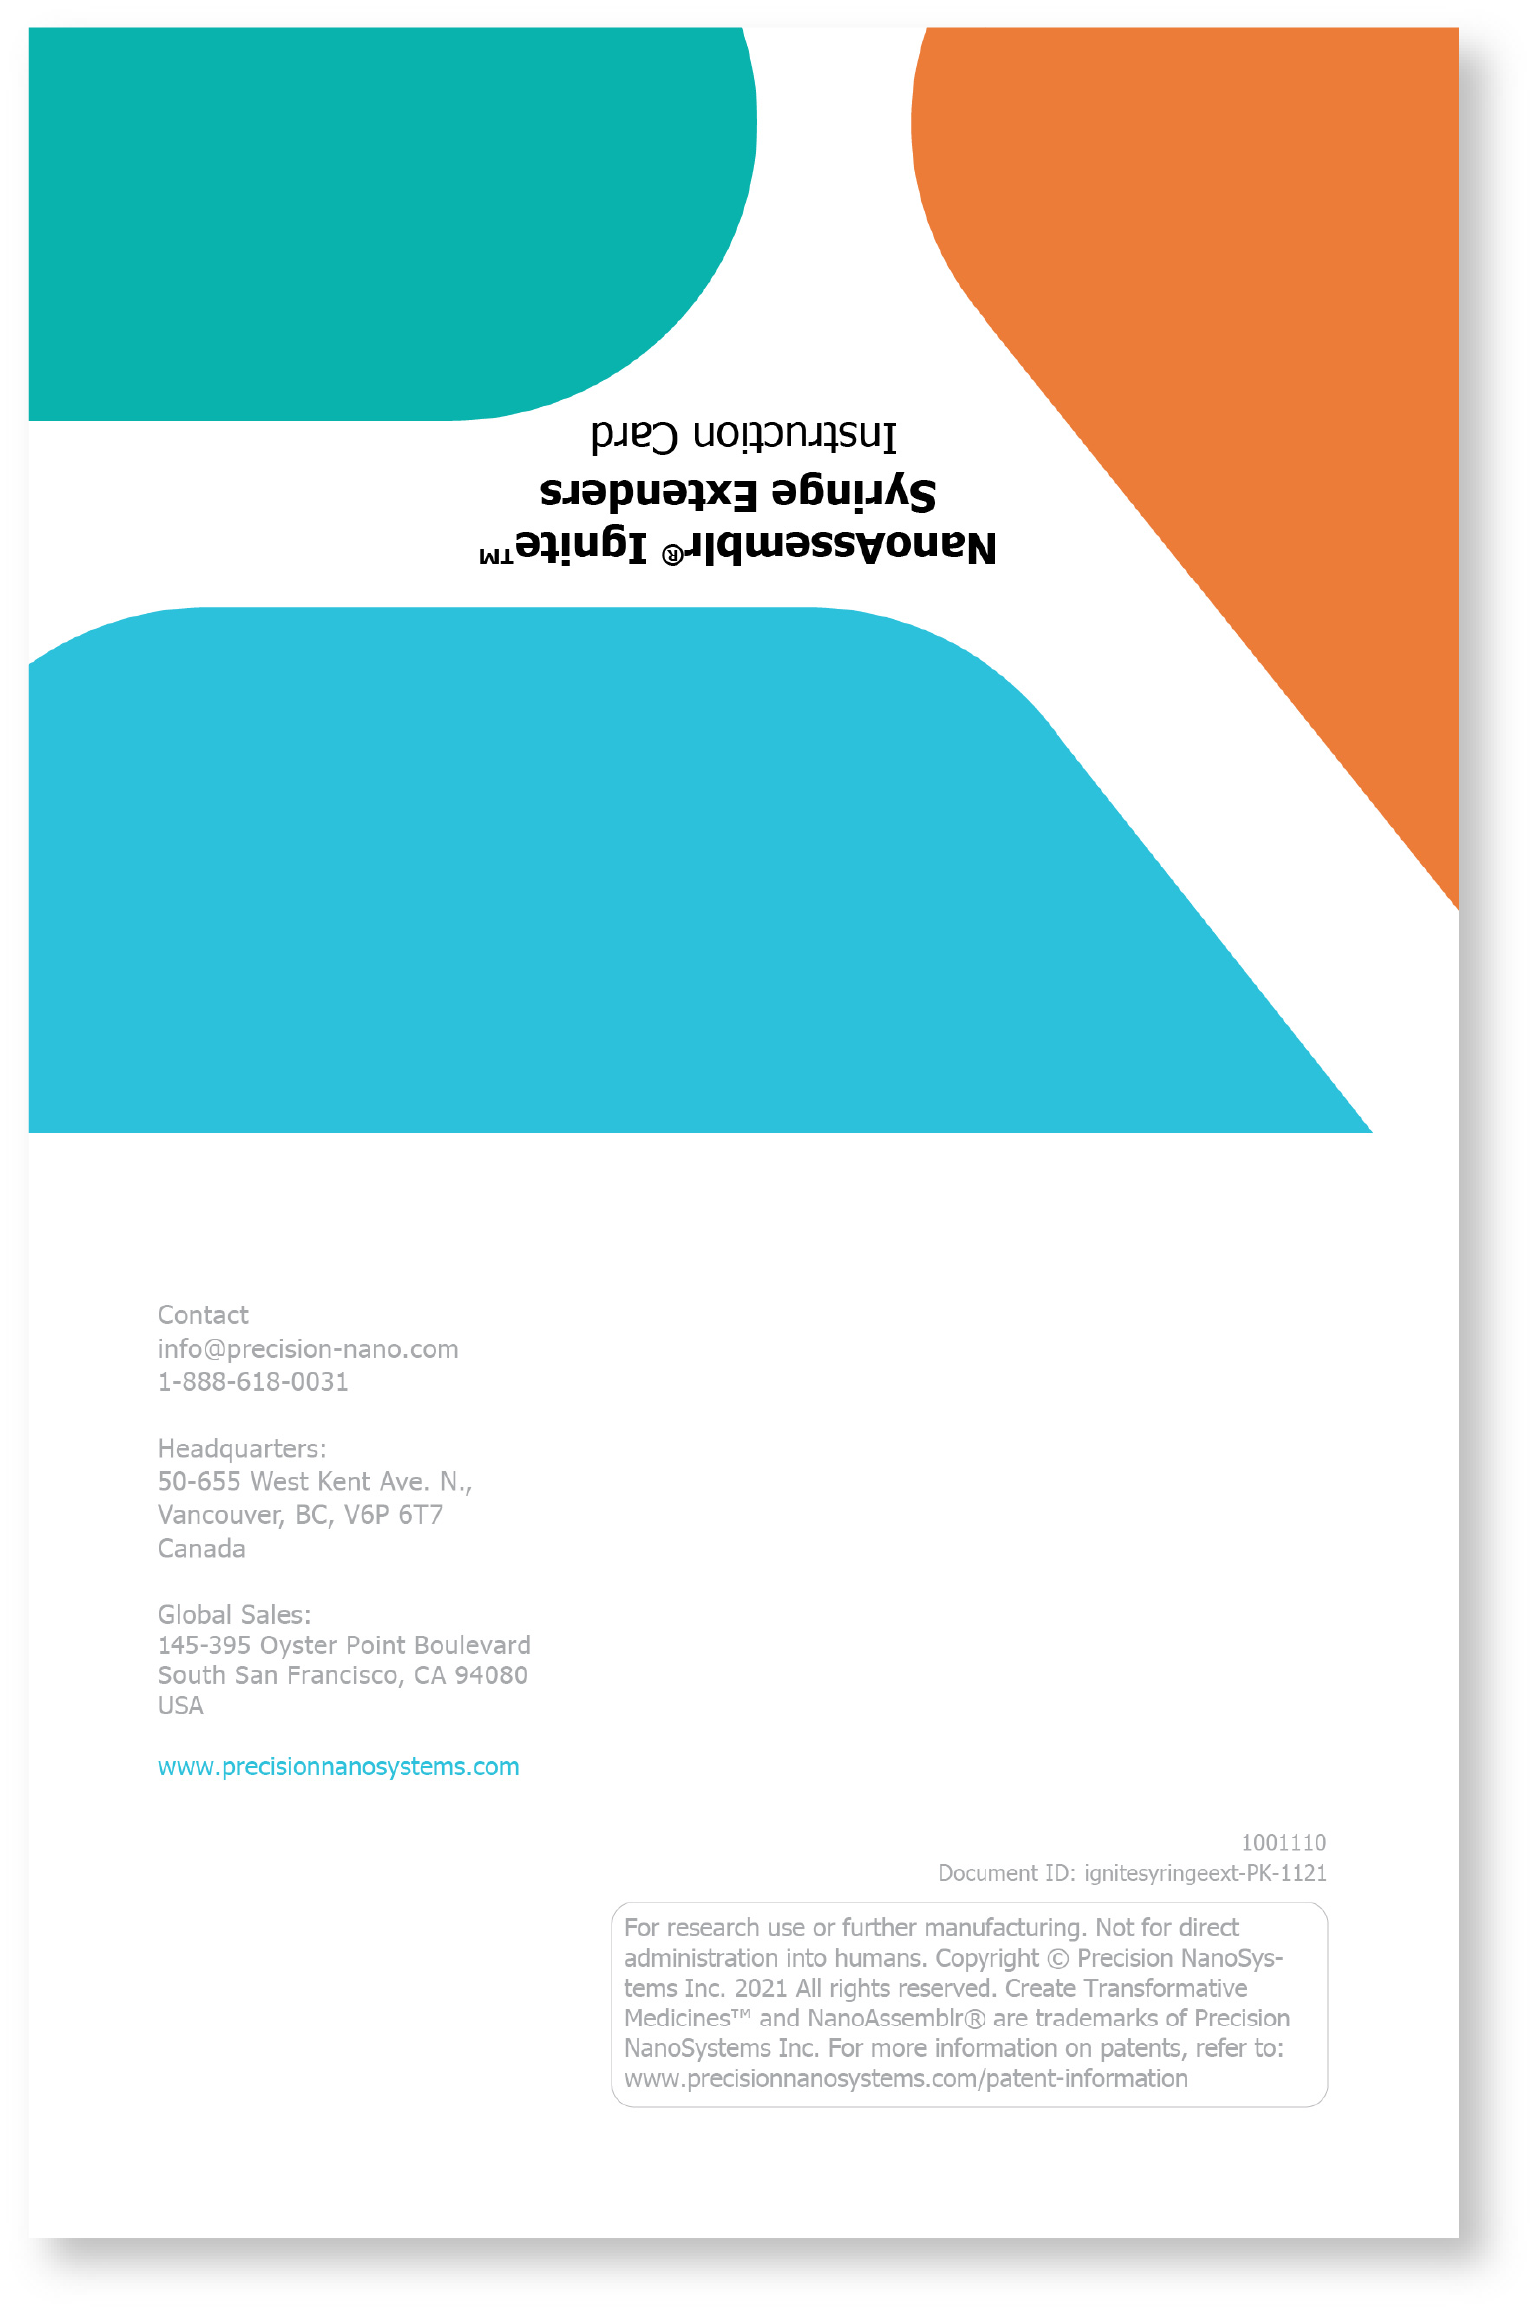 NanoAssemblr® Ignite™
Syringe Extenders
Instruction Card
Contact
info@precision-nano.com
1-888-618-0031
Headquarters:
50-655 West Kent Ave. N.,
Vancouver, BC, V6P 6T7
Canada
Global Sales:
145-395 Oyster Point Boulevard
South San Francisco, CA 94080
USA
www.precisionnanosystems.com
1001110
Document ID: ignitesyringeext-PK-1121
For research use or further manufacturing. Not for direct
administration into humans. Copyright © Precision NanoSys-
tems Inc. 2021 All rights reserved. Create Transformative
Medicines™ and NanoAssemblr® are trademarks of Precision
NanoSystems Inc. For more information on patents, refer to:
www.precisionnanosystems.com/patent-information